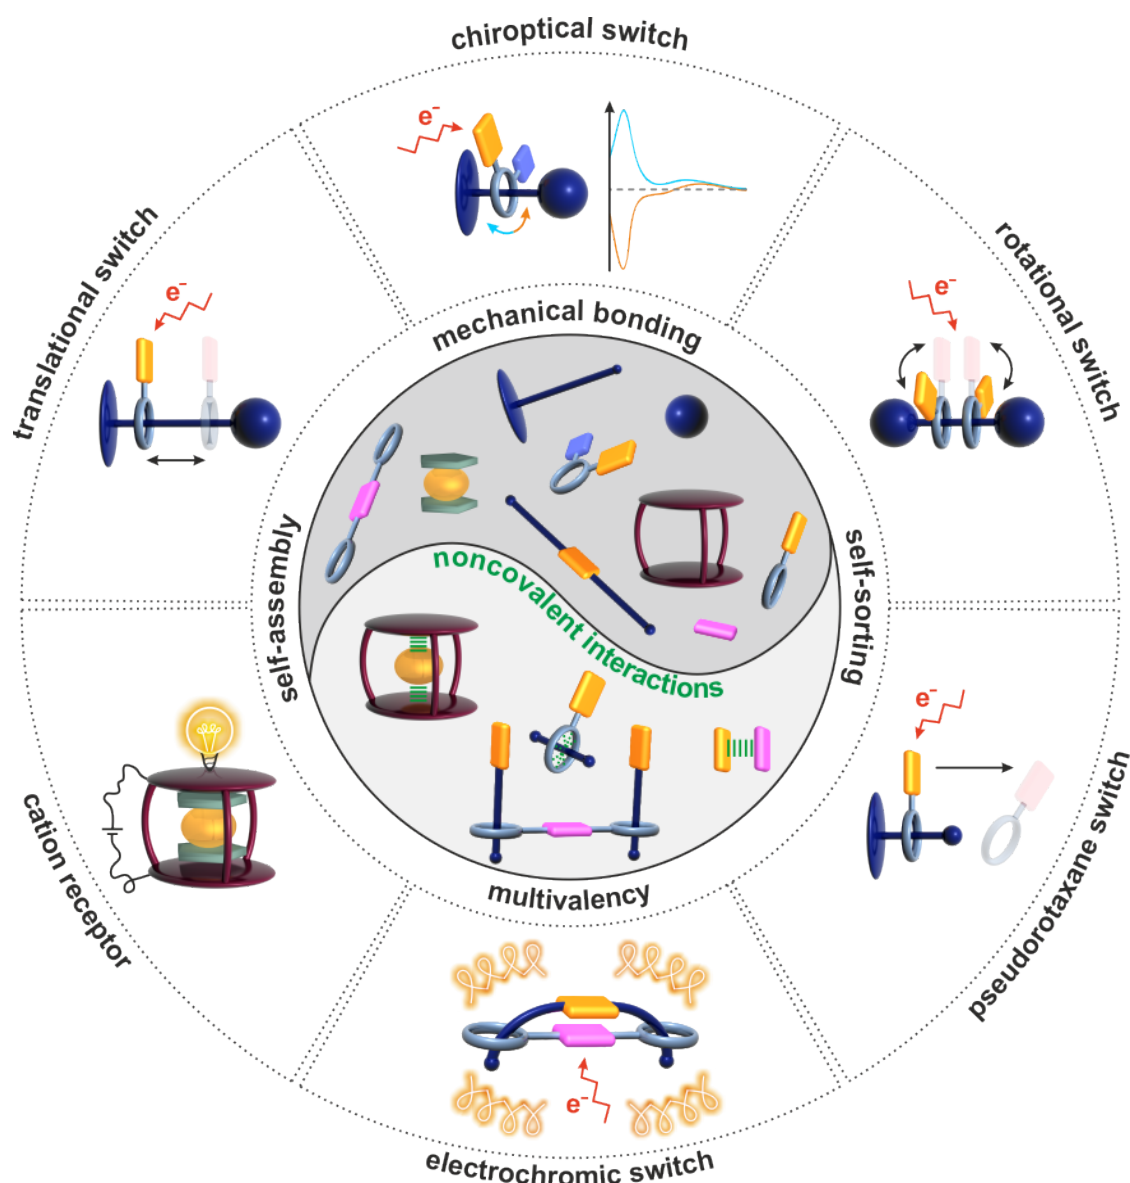 chiroptical switch
e⁻
translational switch
e⁻
rotational switch
e⁻
mechanical bonding
self-assembly
self-sorting
noncovalent interactions
multivalency
cation receptor
e⁻
pseudorotaxane switch
e⁻
electrochromic switch